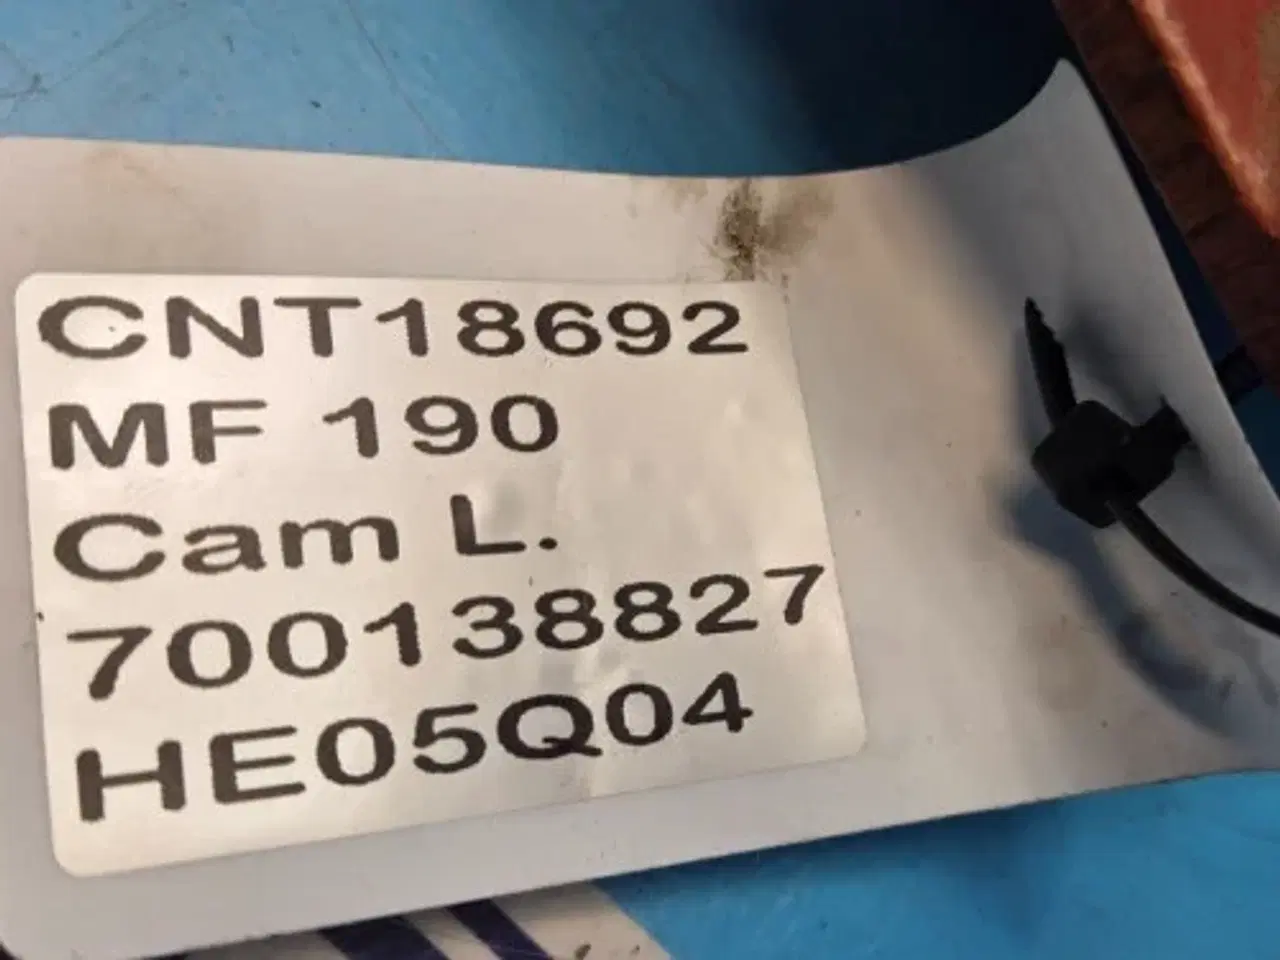 CNT18692
MF 190
Cam L.
700138827
HE05Q04